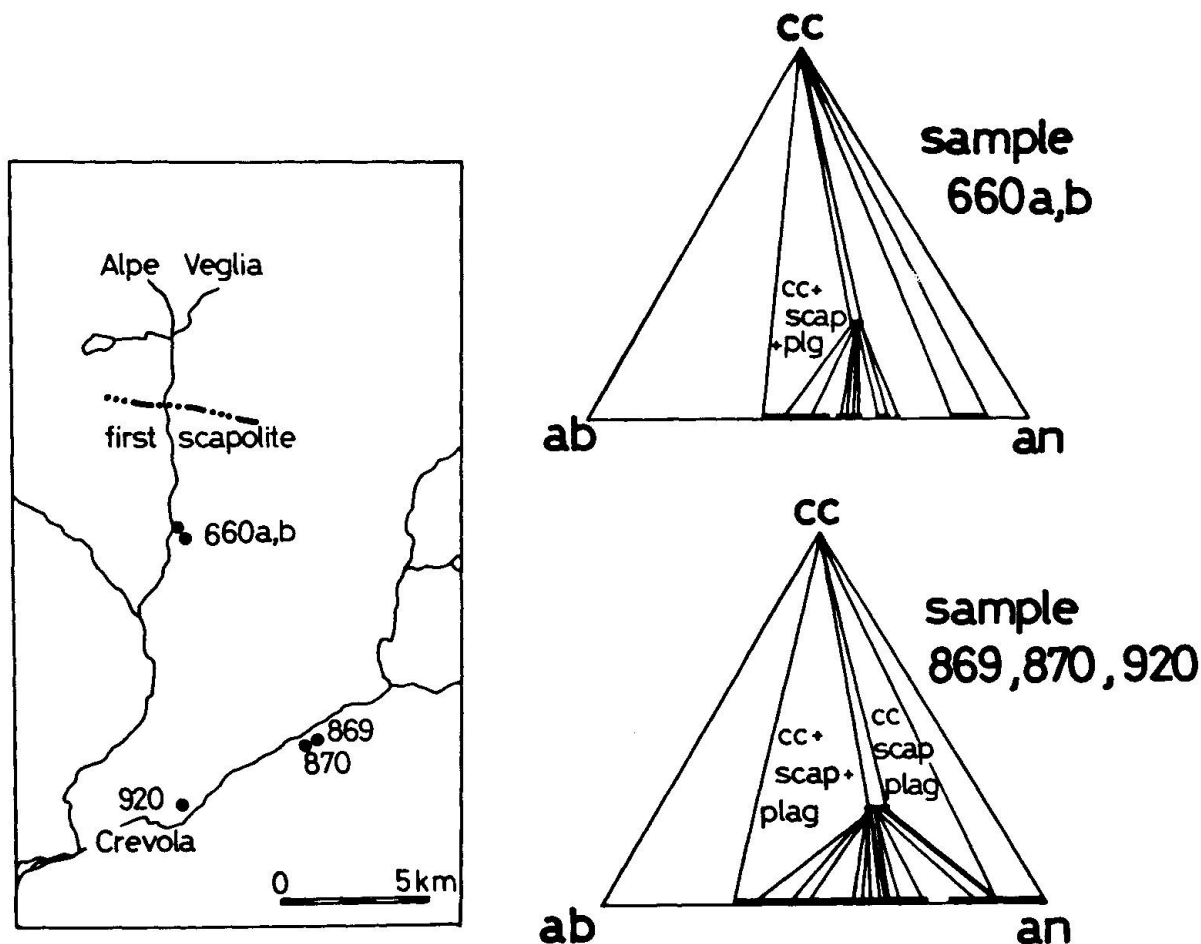 Alpe Veglia
first scapolite
660a,b
869
870
920
Crevola
0 5km
cc
sample
660a,b
cc+
scap
+plg
ab an
cc
sample
869,870,920
cc+
scap+
plag
cc
scap
plag
ab an